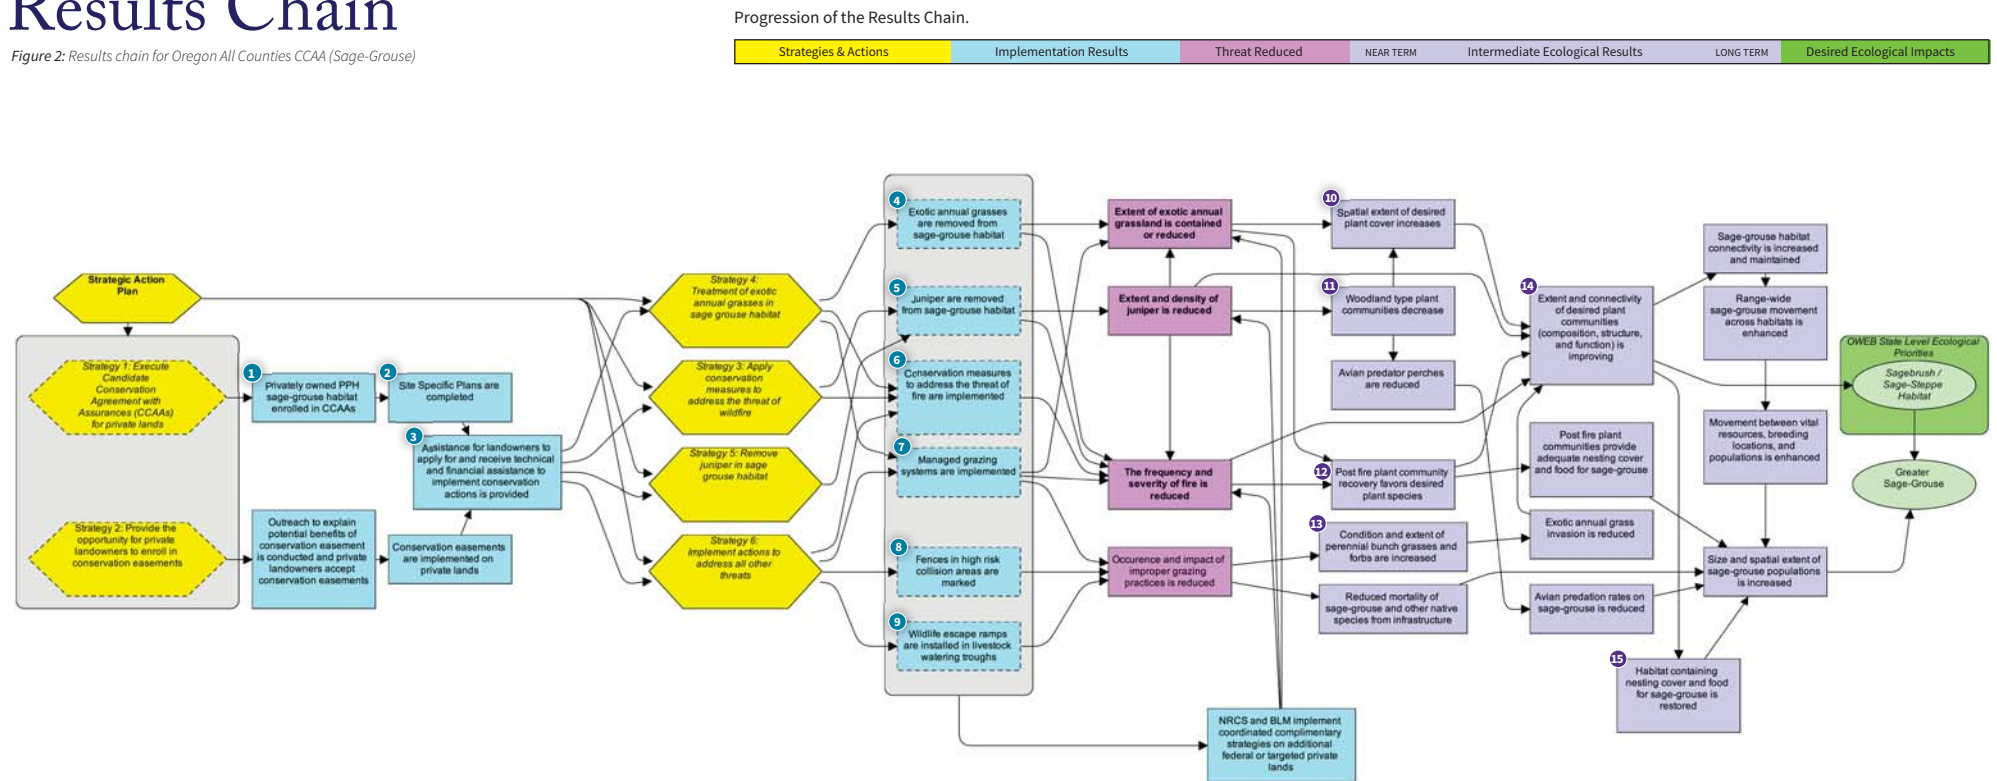 Results Chain
Figure 2: Results chain for Oregon All Counties CCAA (Sage-Grouse)
Progression of the Results Chain.
Strategies & Actions
Implementation Results
Threat Reduced
NEAR TERM
Intermediate Ecological Results
LONG TERM
Desired Ecological Impacts
Strategic Action
Plan
Strategy 1: Execute
Candidate
Conservation
Agreement with
Assurances (CCAAs)
for private lands
Strategy 2: Provide the
opportunity for private
landowners to enroll in
conservation easements
1
Privately owned PPH
sage-grouse habitat
enrolled in CCAAs
2
Site Specific Plans are
completed
3
Assistance for landowners to
apply for and receive technical
and financial assistance to
implement conservation
actions is provided
Outreach to explain
potential benefits of
conservation easement
is conducted and private
landowners accept
conservation easements
Conservation easements
are implemented on
private lands
Strategy 4:
Treatment of exotic
annual grasses in
sage grouse habitat
Strategy 3: Apply
conservation
measures to
address the threat of
wildfire
Strategy 5: Remove
juniper in sage
grouse habitat
Strategy 6:
Implement actions to
address all other
threats
4
Exotic annual grasses
are removed from
sage-grouse habitat
5
Juniper are removed
from sage-grouse habitat
6
Conservation measures
to address the threat of
fire are implemented
7
Managed grazing
systems are implemented
8
Fences in high risk
collision areas are
marked
9
Wildlife escape ramps
are installed in livestock
watering troughs
Extent of exotic annual
grassland is contained
or reduced
Extent and density of
juniper is reduced
The frequency and
severity of fire is
reduced
Occurence and impact of
improper grazing
practices is reduced
NRCS and BLM implement
coordinated complimentary
strategies on additional
federal or targeted private
lands
10
Spatial extent of desired
plant cover increases
11
Woodland type plant
communities decrease
Avian predator perches
are reduced
12
Post fire plant community
recovery favors desired
plant species
13
Condition and extent of
perennial bunch grasses and
forbs are increased
Reduced mortality of
sage-grouse and other native
species from infrastructure
14
Extent and connectivity
of desired plant
communities
(composition, structure,
and function) is
improving
Post fire plant
communities provide
adequate nesting cover
and food for sage-grouse
Exotic annual grass
invasion is reduced
Avian predation rates on
sage-grouse is reduced
15
Habitat containing
nesting cover and food
for sage-grouse is
restored
Sage-grouse habitat
connectivity is increased
and maintained
Range-wide
sage-grouse movement
across habitats is
enhanced
Movement between vital
resources, breeding
locations, and
populations is enhanced
Size and spatial extent of
sage-grouse populations
is increased
OWEB State Level Ecological
Priorities
Sagebrush /
Sage-Steppe
Habitat
Greater
Sage-Grouse